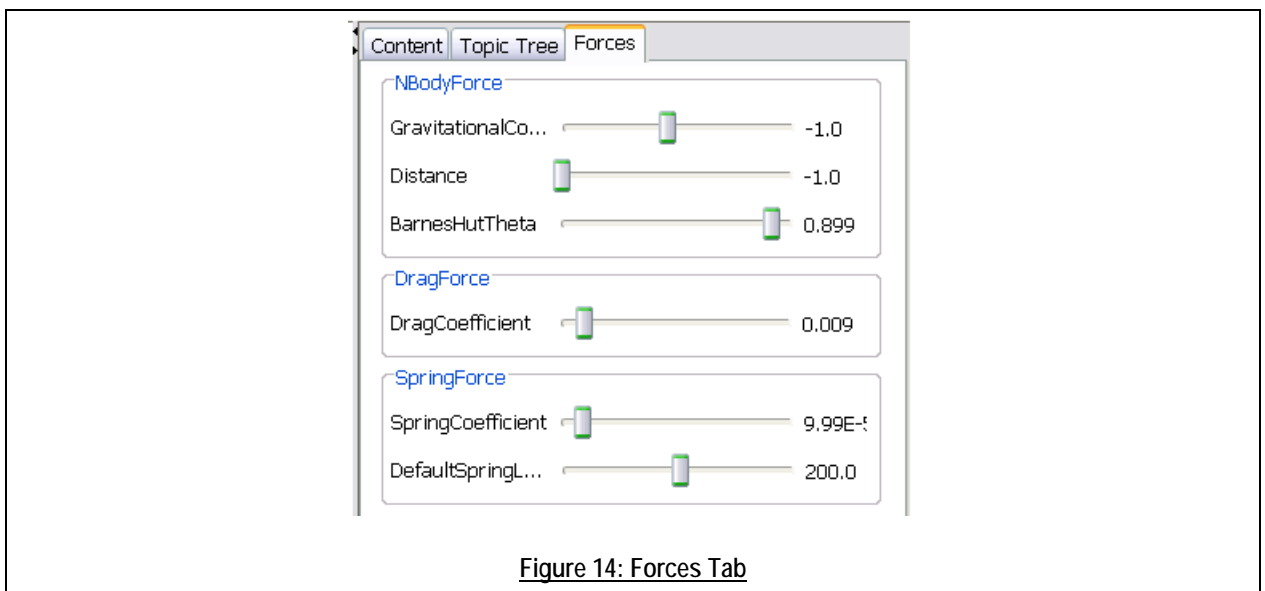 Content Topic Tree Forces
NBodyForce
GravitationalCo... -1.0
Distance -1.0
BarnesHutTheta 0.899
DragForce
DragCoefficient 0.009
SpringForce
SpringCoefficient
DefaultSpringL... 200.0
Figure 14: Forces Tab